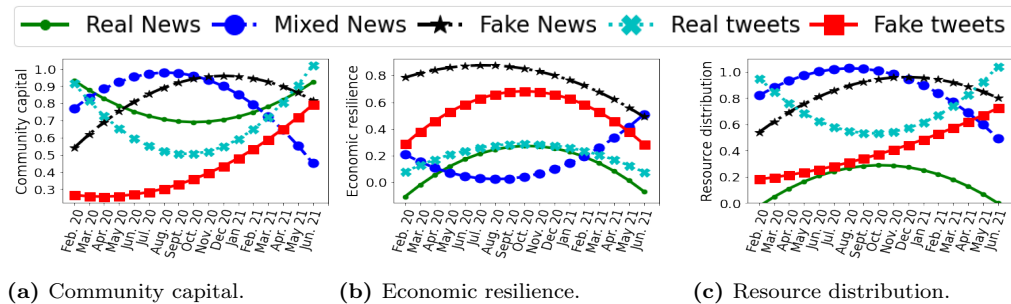 Real News Mixed News Fake News Real tweets Fake tweets
Community capital
1.0
0.9
0.8
0.7
0.6
0.5
0.4
0.3
Feb. 20
Mar. 20
Apr. 20
May 20
Jun. 20
Jul. 20
Aug. 20
Sept. 20
Oct. 20
Nov. 20
Dec 20
Jan 21
Feb. 21
Mar. 21
Apr. 21
May 21
Jun. 21
Economic resilience
0.8
0.6
0.4
0.2
0.0
Feb. 20
Mar. 20
Apr. 20
May 20
Jun. 20
Jul. 20
Aug. 20
Sept. 20
Oct. 20
Nov. 20
Dec 20
Jan 21
Feb. 21
Mar. 21
Apr. 21
May 21
Jun. 21
Resource distribution
1.0
0.8
0.6
0.4
0.2
0.0
Feb. 20
Mar. 20
Apr. 20
May 20
Jun. 20
Jul. 20
Aug. 20
Sept. 20
Oct. 20
Nov. 20
Dec 20
Jan 21
Feb. 21
Mar. 21
Apr. 21
May 21
Jun. 21
(a) Community capital. (b) Economic resilience. (c) Resource distribution.